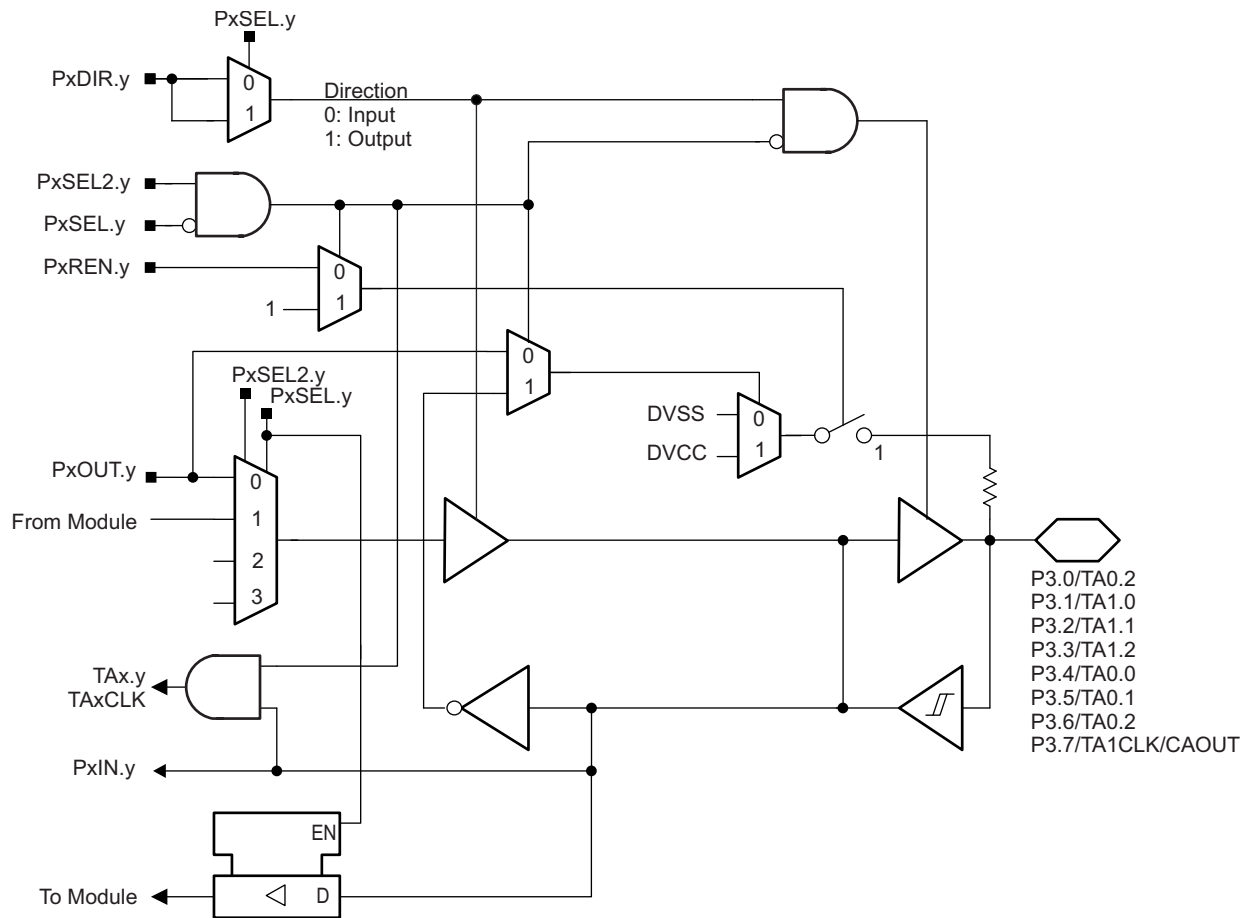 PxSEL.y
PxDIR.y
0
1
Direction
0: Input
1: Output
PxSEL2.y
PxSEL.y
PxREN.y
0
1
1
0
1
PxSEL2.y
PxSEL.y
DVSS
0
DVCC
1
1
PxOUT.y
0
From Module
1
2
3
P3.0/TA0.2
P3.1/TA1.0
P3.2/TA1.1
P3.3/TA1.2
P3.4/TA0.0
P3.5/TA0.1
P3.6/TA0.2
P3.7/TA1CLK/CAOUT
TAx.y
TAxCLK
PxIN.y
EN
To Module
D